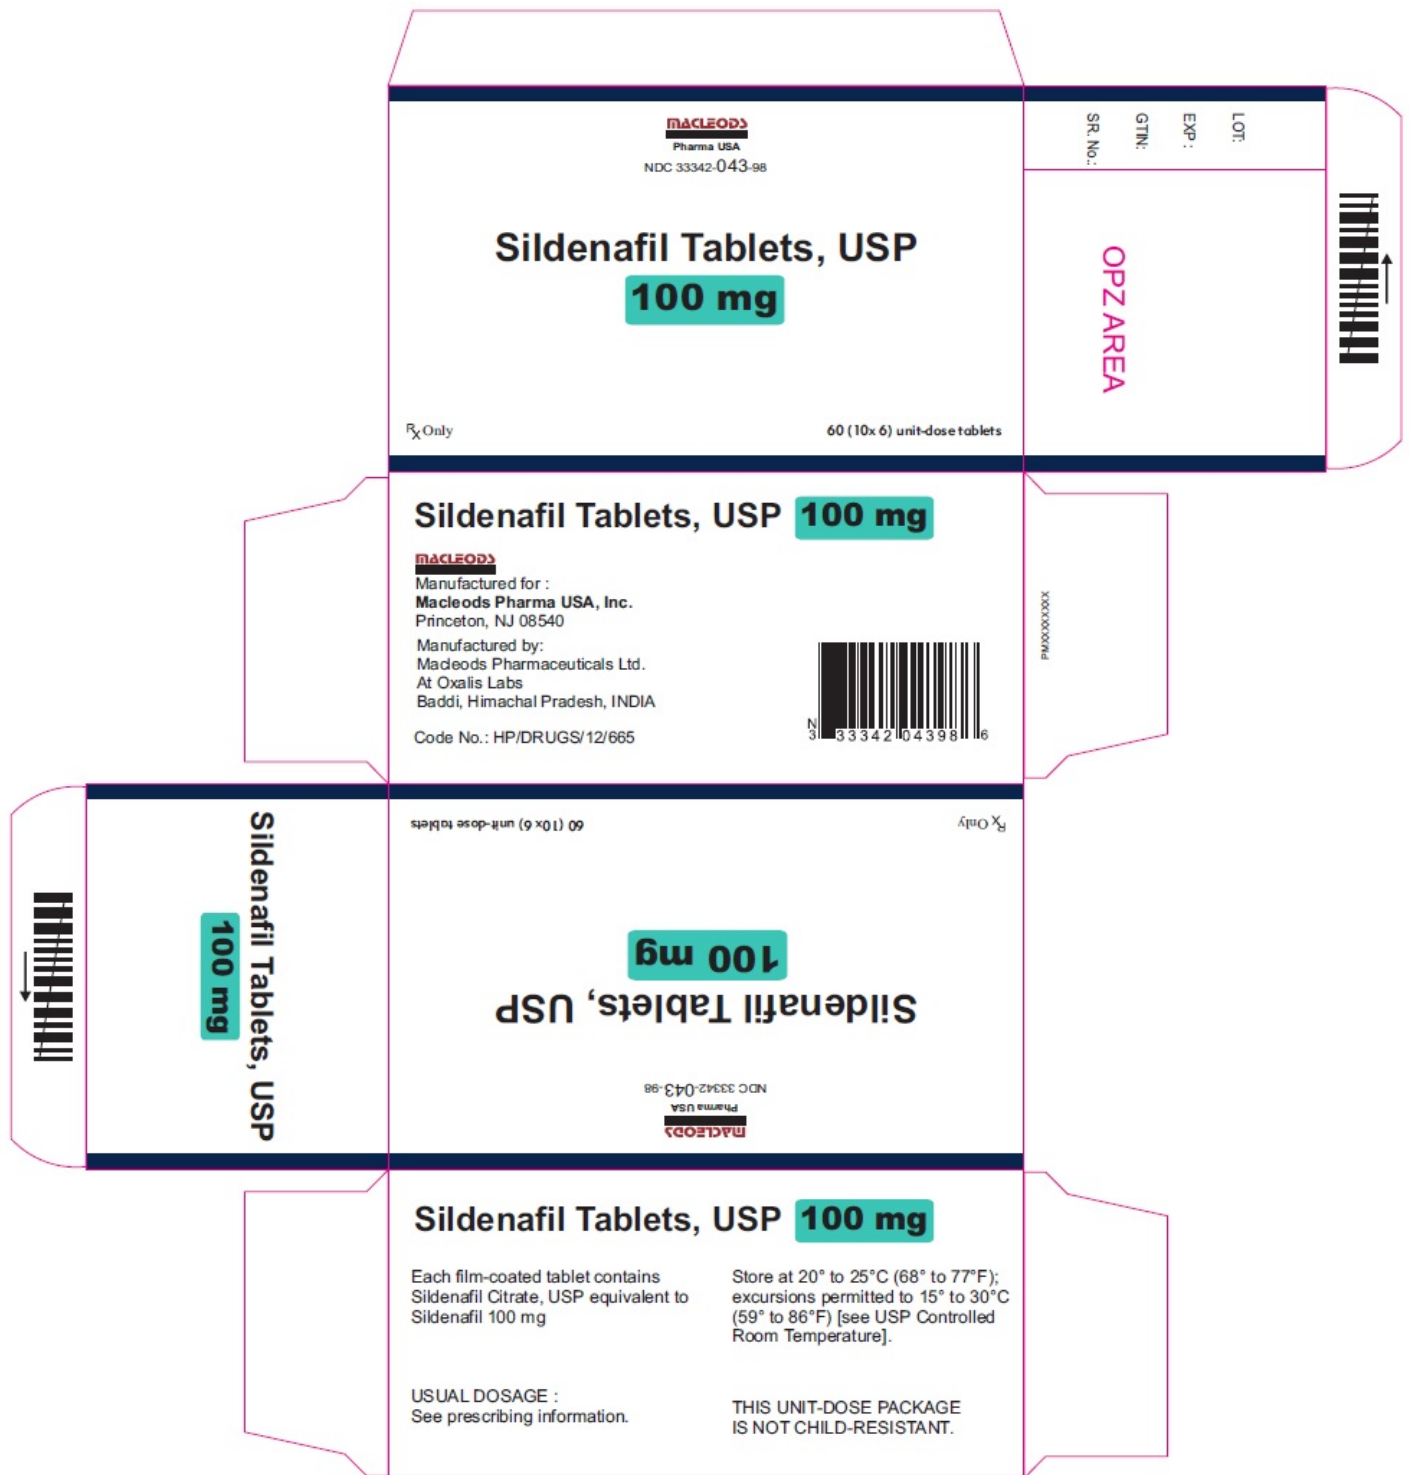 MACLEODS
Pharma USA
NDC 33342-043-98
Sildenafil Tablets, USP
100 mg
Rx Only
60 (10x 6) unit-dose tablets
LOT:
EXP :
GTIN:
SR. No.:
OPZ AREA
Sildenafil Tablets, USP 100 mg
MACLEODS
Manufactured for :
Macleods Pharma USA, Inc.
Princeton, NJ 08540
Manufactured by:
Macleods Pharmaceuticals Ltd.
At Oxalis Labs
Baddi, Himachal Pradesh, INDIA
Code No.: HP/DRUGS/12/665
N
3 33342 04398 6
PMXXXXXXX
Sildenafil Tablets, USP
100 mg
MACLEODS
Pharma USA
NDC 33342-043-98
Sildenafil Tablets, USP
100 mg
Rx Only
60 (10x 6) unit-dose tablets
Sildenafil Tablets, USP 100 mg
Each film-coated tablet contains
Sildenafil Citrate, USP equivalent to
Sildenafil 100 mg
USUAL DOSAGE :
See prescribing information.
Store at 20° to 25°C (68° to 77°F);
excursions permitted to 15° to 30°C
(59° to 86°F) [see USP Controlled
Room Temperature].
THIS UNIT-DOSE PACKAGE
IS NOT CHILD-RESISTANT.